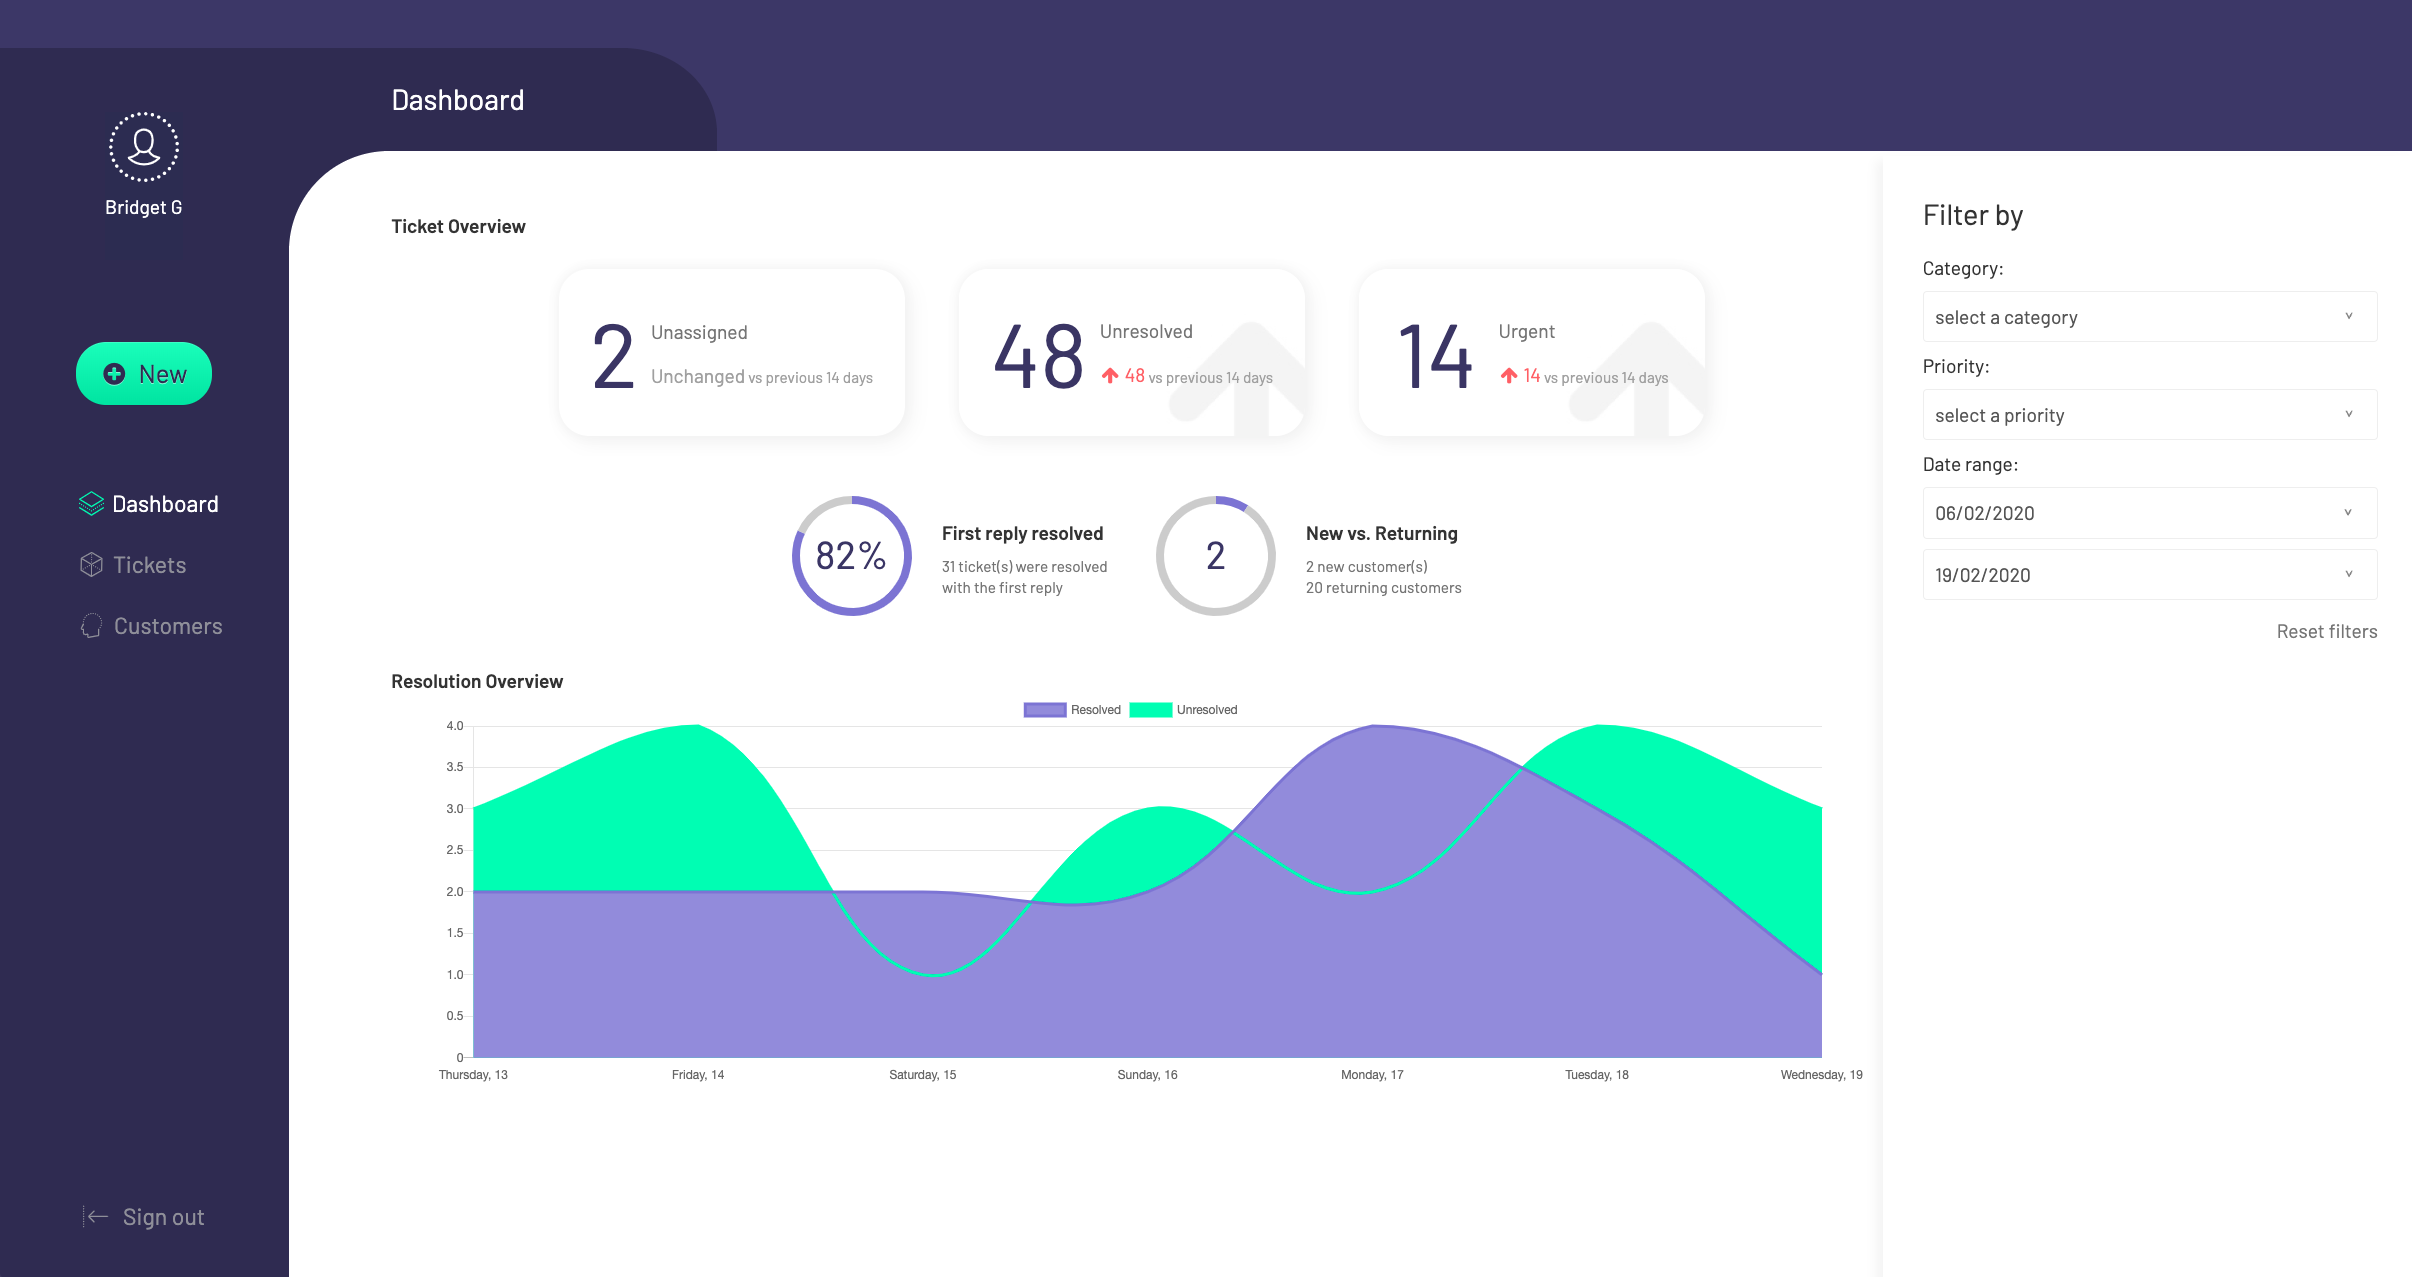 Dashboard
Bridget G
New
Dashboard
Tickets
Customers
Sign out
Ticket Overview
2 Unassigned
Unchanged vs previous 14 days
48 Unresolved
48 vs previous 14 days
14 Urgent
14 vs previous 14 days
82%
First reply resolved
31 ticket(s) were resolved
with the first reply
2
New vs. Returning
2 new customer(s)
20 returning customers
Resolution Overview
Resolved Unresolved
4.0
3.5
3.0
2.5
2.0
1.5
1.0
0.5
0
Thursday, 13 Friday, 14 Saturday, 15 Sunday, 16 Monday, 17 Tuesday, 18 Wednesday, 19
Filter by
Category:
select a category
Priority:
select a priority
Date range:
06/02/2020
19/02/2020
Reset filters